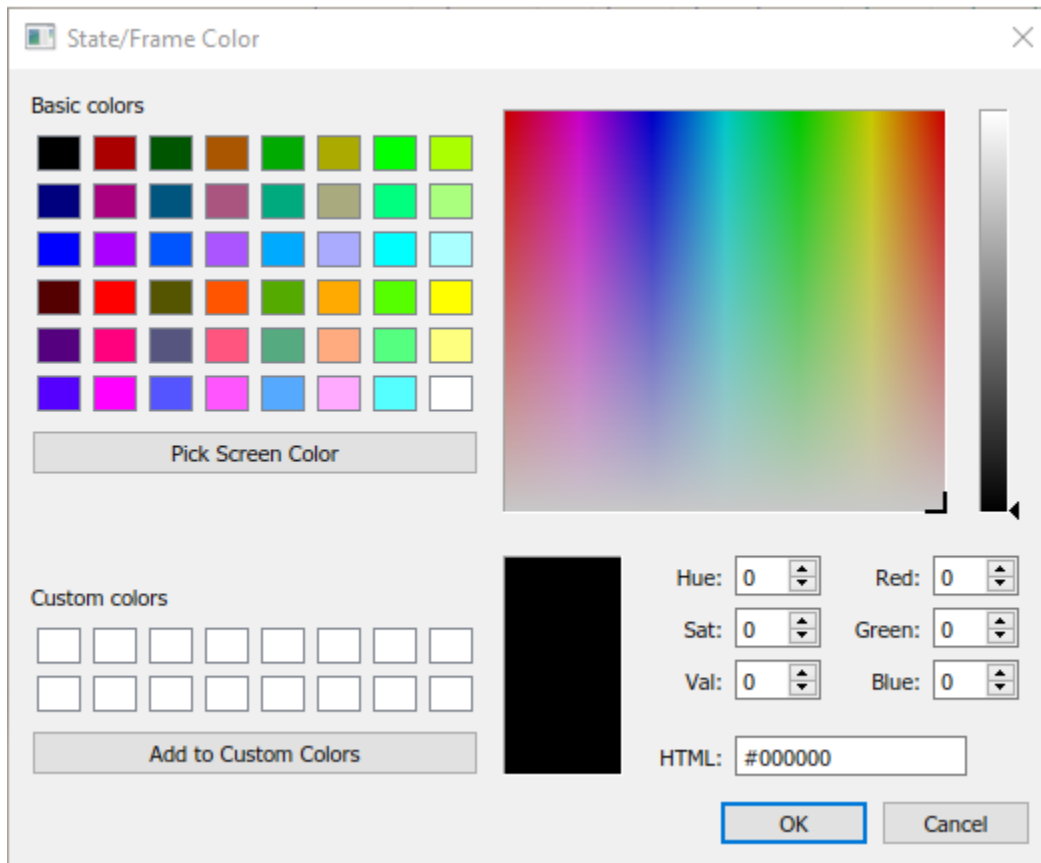 State/Frame Color
Basic colors
Pick Screen Color
Custom colors
Add to Custom Colors
Hue: 0 Red: 0
Sat: 0 Green: 0
Val: 0 Blue: 0
HTML: #000000
OK Cancel